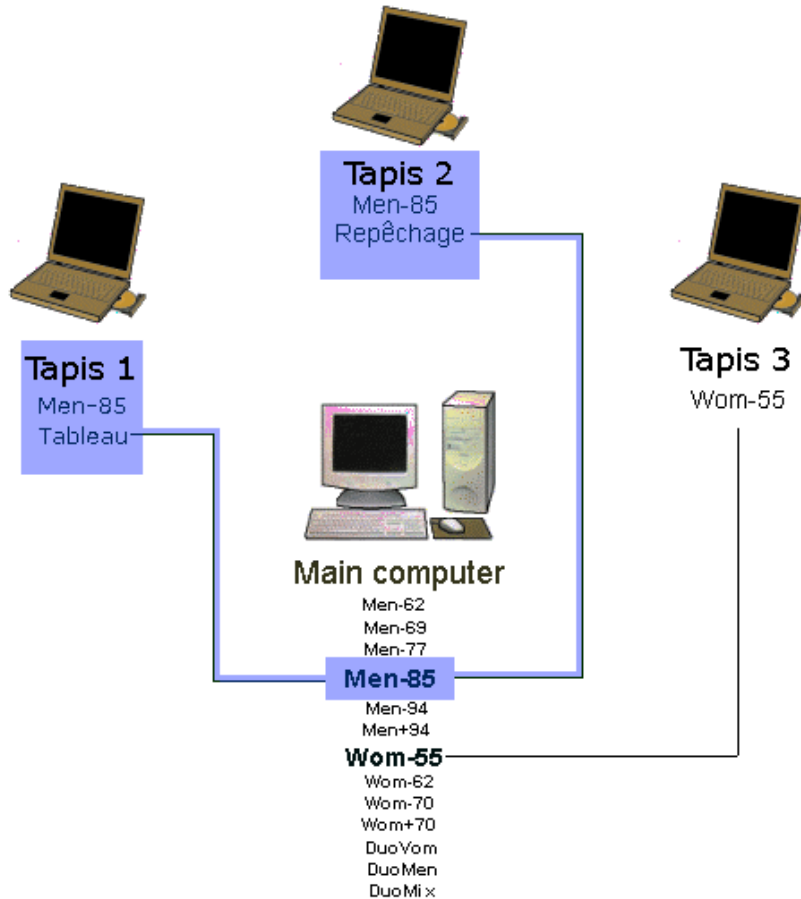 Tapis 2
Men-85
Repêchage
Tapis 1
Men-85
Tableau
Tapis 3
Wom-55
Main computer
Men-62
Men-69
Men-77
Men-85
Men-94
Men+94
Wom-55
Wom-62
Wom-70
Wom+70
DuoVom
DuoMen
DuoMix